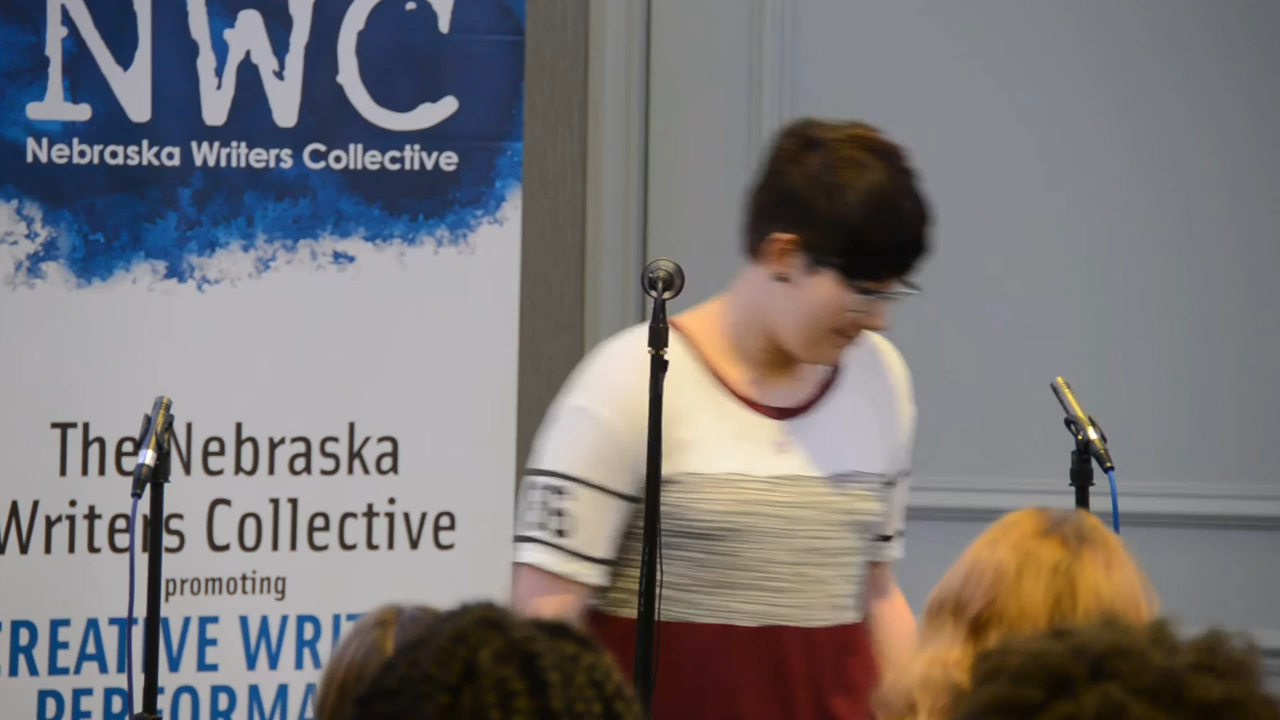 NWC
Nebraska Writers Collective
The Nebraska
Writers Collective
promoting